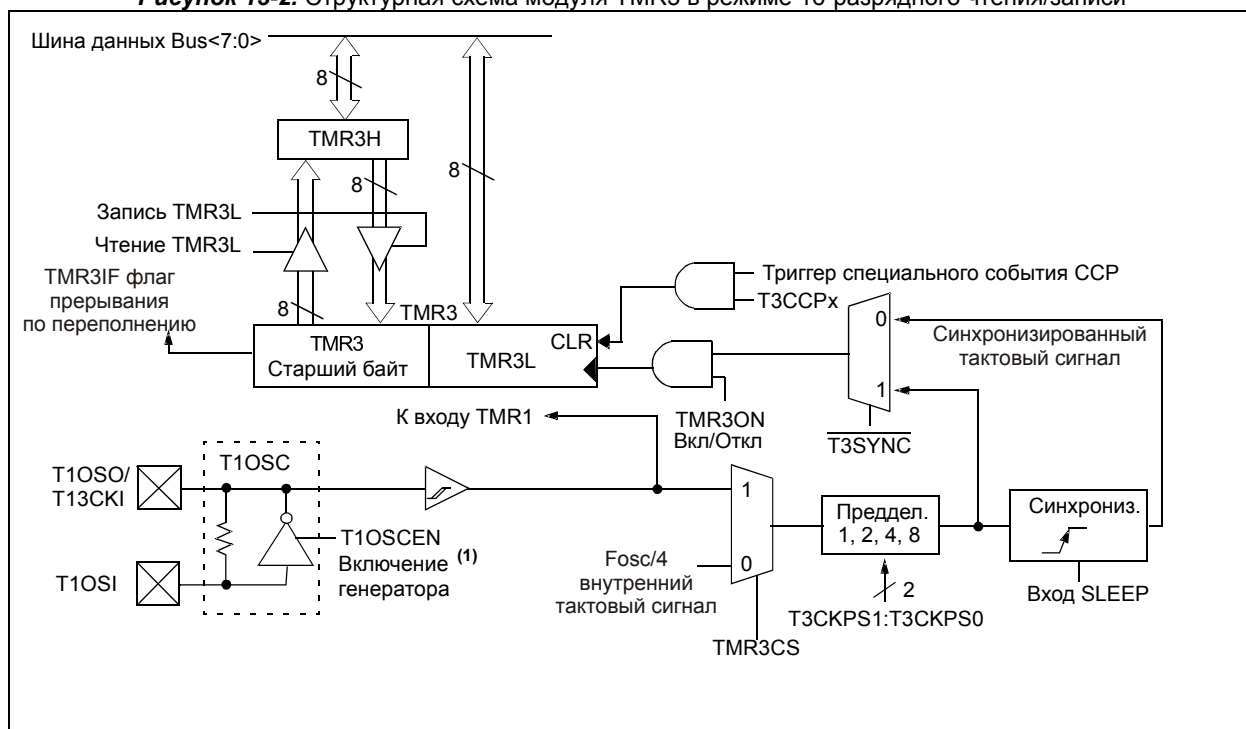 Рисунок 13-2. Структурная схема модуля TMR3 в режиме 16-разрядного чтения/записи
Шина данных Bus<7:0>
8
TMR3H
8
8
Запись TMR3L
Чтение TMR3L
TMR3IF флаг
прерывания
по переполнению
8
TMR3
TMR3
Старший байт
TMR3L
CLR
Триггер специального события CCP
T3CCPx
0
1
Синхронизированный
тактовый сигнал
TMR3ON
Вкл/Откл
T3SYNC
К входу TMR1
T1OSC
T1OSO/
T13CKI
T1OSI
T1OSCEN
Включение (1)
генератора
1
0
Fosc/4
внутренний
тактовый сигнал
TMR3CS
Преддел.
1, 2, 4, 8
2
T3CKPS1:T3CKPS0
Синхрониз.
Вход SLEEP